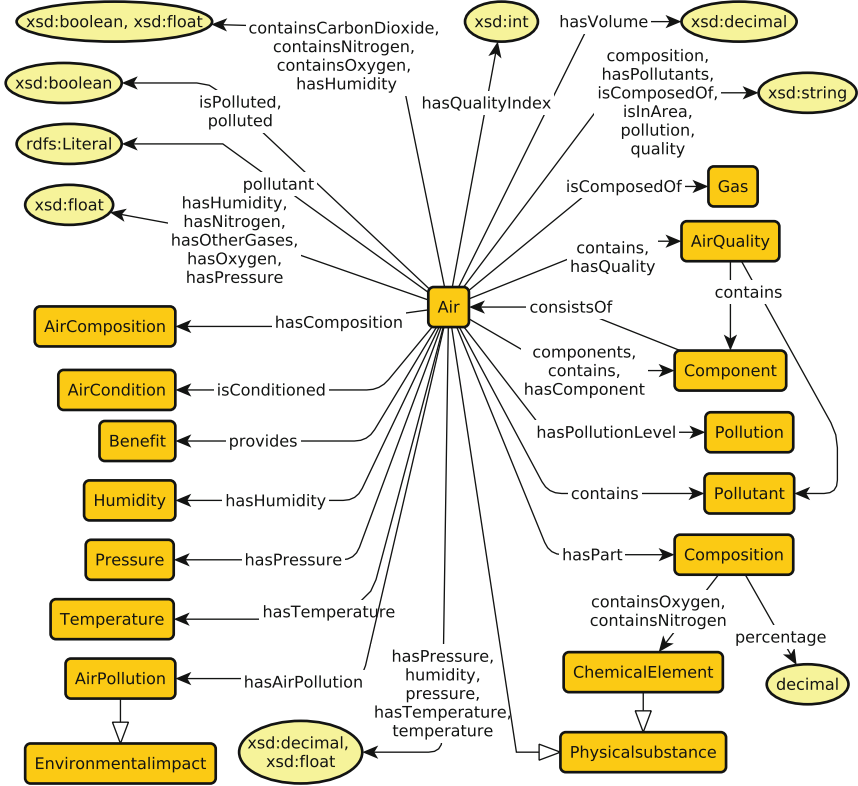 xsd:boolean, xsd:float
containsCarbonDioxide,
containsNitrogen,
containsOxygen,
hasHumidity
xsd:int
hasVolume
xsd:decimal
xsd:boolean
isPolluted,
polluted
hasQualityIndex
composition,
hasPollutants,
isComposedOf,
isInArea,
pollution,
quality
xsd:string
rdfs:Literal
pollutant
xsd:float
hasHumidity,
hasNitrogen,
hasOtherGases,
hasOxygen,
hasPressure
isComposedOf
Gas
contains,
hasQuality
AirQuality
contains
Air
consistsOf
AirComposition
hasComposition
components,
contains,
hasComponent
Component
AirCondition
isConditioned
Benefit
provides
hasPollutionLevel
Pollution
Humidity
hasHumidity
contains
Pollutant
Pressure
hasPressure
hasPart
Composition
Temperature
hasTemperature
containsOxygen,
containsNitrogen
percentage
AirPollution
hasAirPollution
hasPressure,
humidity,
pressure,
hasTemperature,
temperature
ChemicalElement
decimal
Environmentalimpact
xsd:decimal,
xsd:float
Physicalsubstance